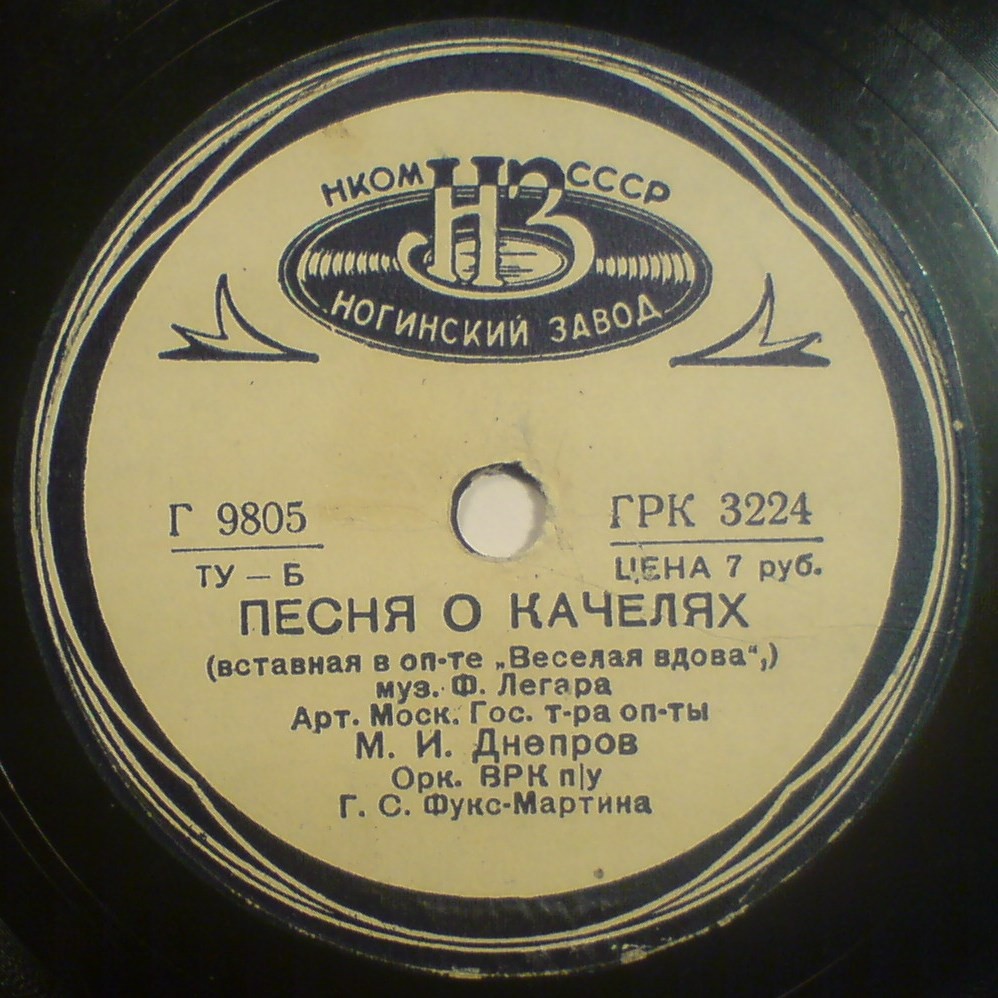 НКОМ НЗ СССР
НОГИНСКИЙ ЗАВОД
Г 9805
ТУ – Б
ГРК 3224
ЦЕНА 7 руб.
ПЕСНЯ О КАЧЕЛЯХ
(вставная в оп-те „Веселая вдова“,)
муз. Ф. Легара
Арт. Моск. Гос. т-ра оп-ты
М. И. Днепров
Орк. ВРК п/у
Г. С. Фукс-Мартина